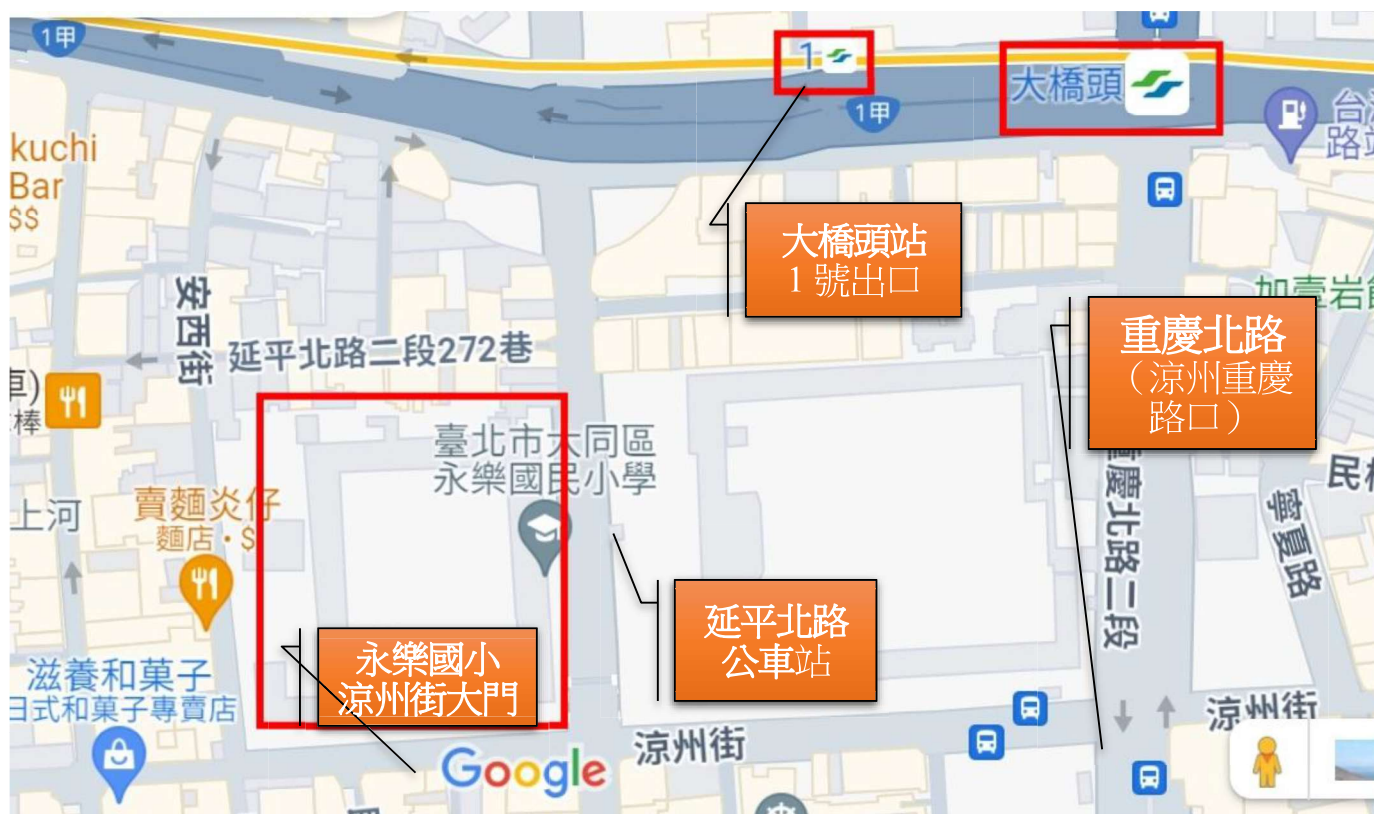 1甲
1
大橋頭
1甲
台
路
kuchi
Bar
$$
大橋頭站
1 號出口
安西街
延平北路二段272巷
加壹岩
重慶北路
（涼州重慶
路口）
車)
棒
臺北市大同區
永樂國民小學
上河
賣麵炎仔
麵店・$
重慶北路二段
民
寧夏路
延平北路
公車站
永樂國小
涼州街大門
滋養和菓子
日式和菓子專賣店
涼州街
涼州街
Google